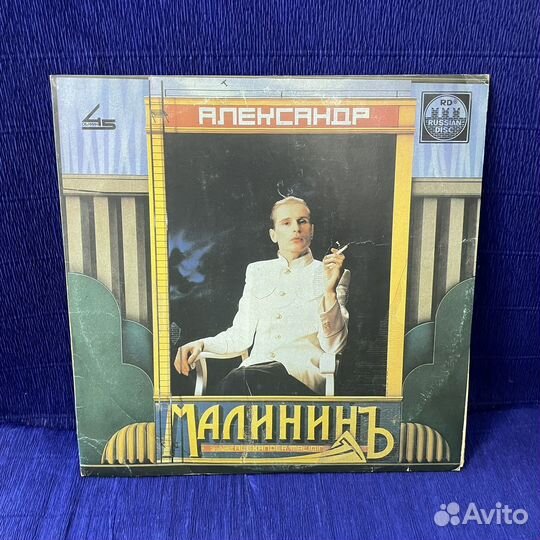 АЛЕКСАНДР
RD
RUSSIAN
DISC
МАЛИНИНЪ
Avito